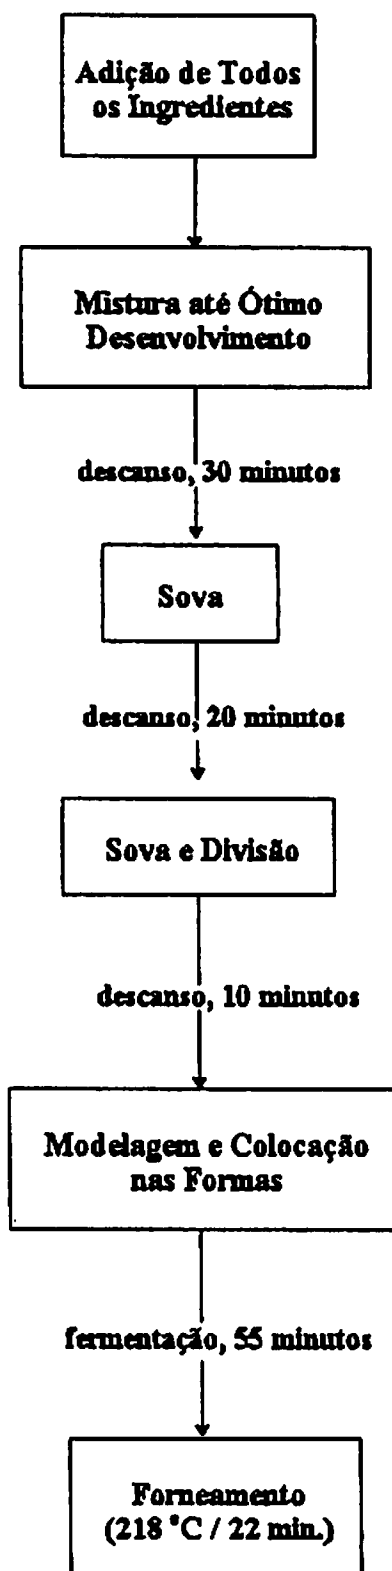 Adição de Todos
os Ingredientes
Mistura até Ótimo
Desenvolvimento
descanso, 30 minutos
Sova
descanso, 20 minutos
Sova e Divisão
descanso, 10 minutos
Modelagem e Colocação
nas Formas
fermentação, 55 minutos
Forneamento
(218 °C / 22 min.)